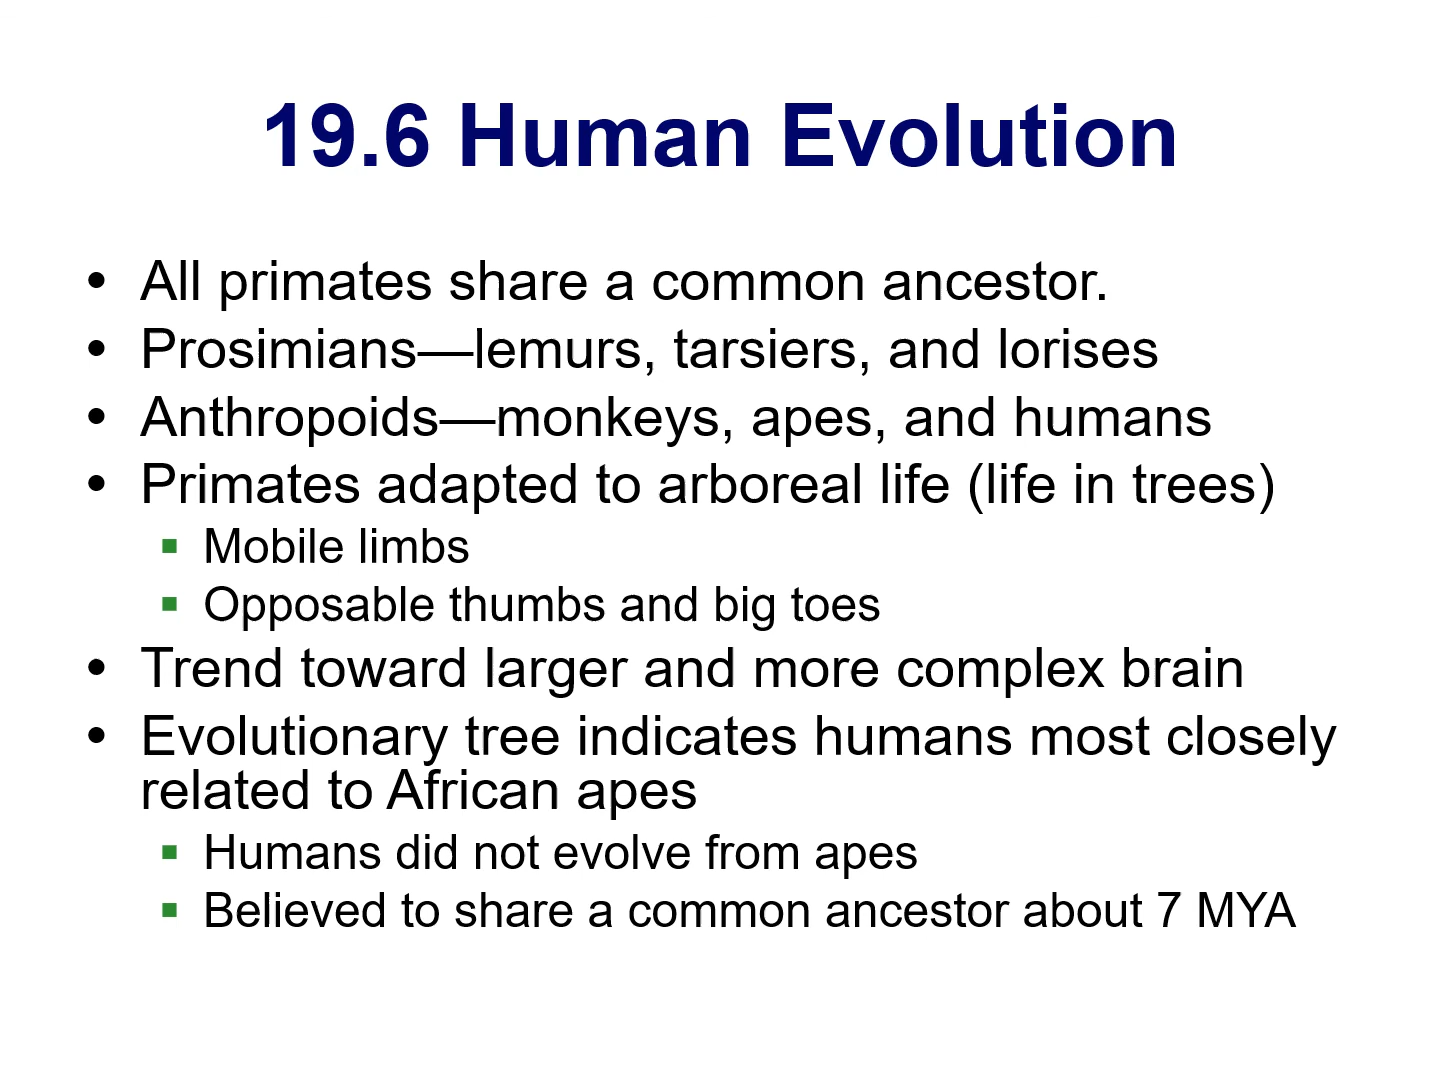 19.6 Human Evolution
• All primates share a common ancestor.
• Prosimians—lemurs, tarsiers, and lorises
• Anthropoids—monkeys, apes, and humans
• Primates adapted to arboreal life (life in trees)
▪ Mobile limbs
▪ Opposable thumbs and big toes
• Trend toward larger and more complex brain
• Evolutionary tree indicates humans most closely
related to African apes
▪ Humans did not evolve from apes
▪ Believed to share a common ancestor about 7 MYA